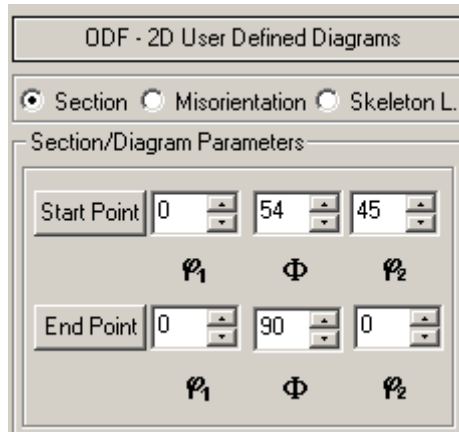 ODF - 2D User Defined Diagrams
Section Misorientation Skeleton L.
Section/Diagram Parameters
Start Point 0 54 45
φ₁ Φ φ₂
End Point 0 90 0
φ₁ Φ φ₂